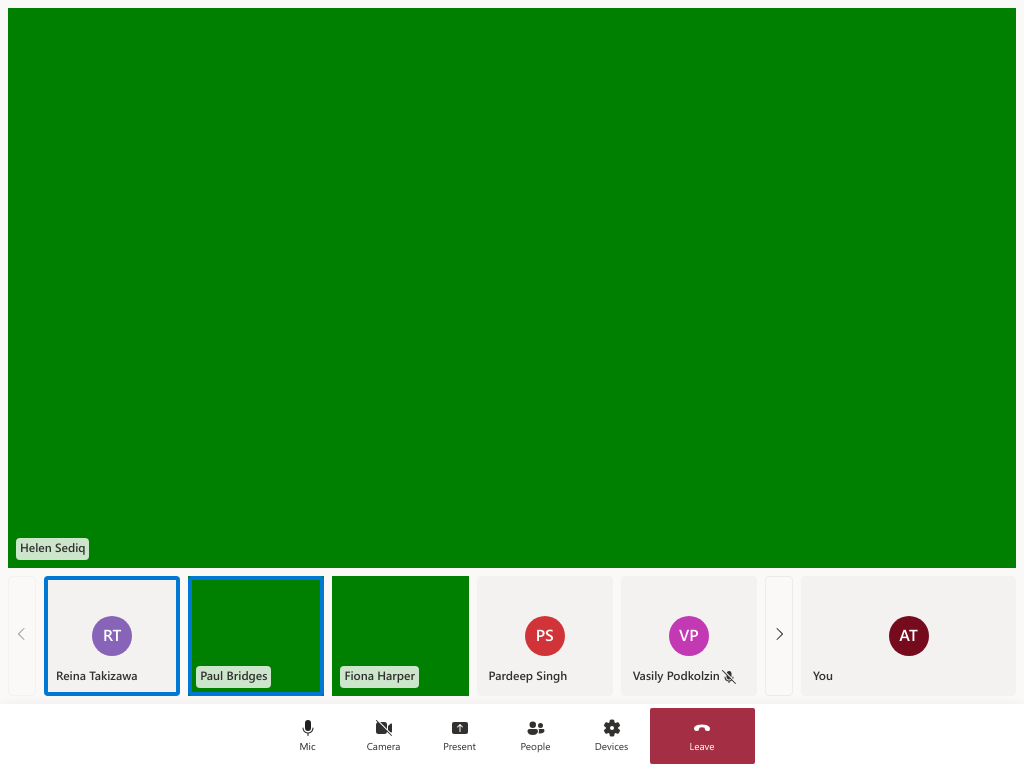 Helen Sediq
RT
Reina Takizawa
Paul Bridges
Fiona Harper
PS
Pardeep Singh
VP
Vasily Podkolzin
AT
You
Mic
Camera
Present
People
Devices
Leave